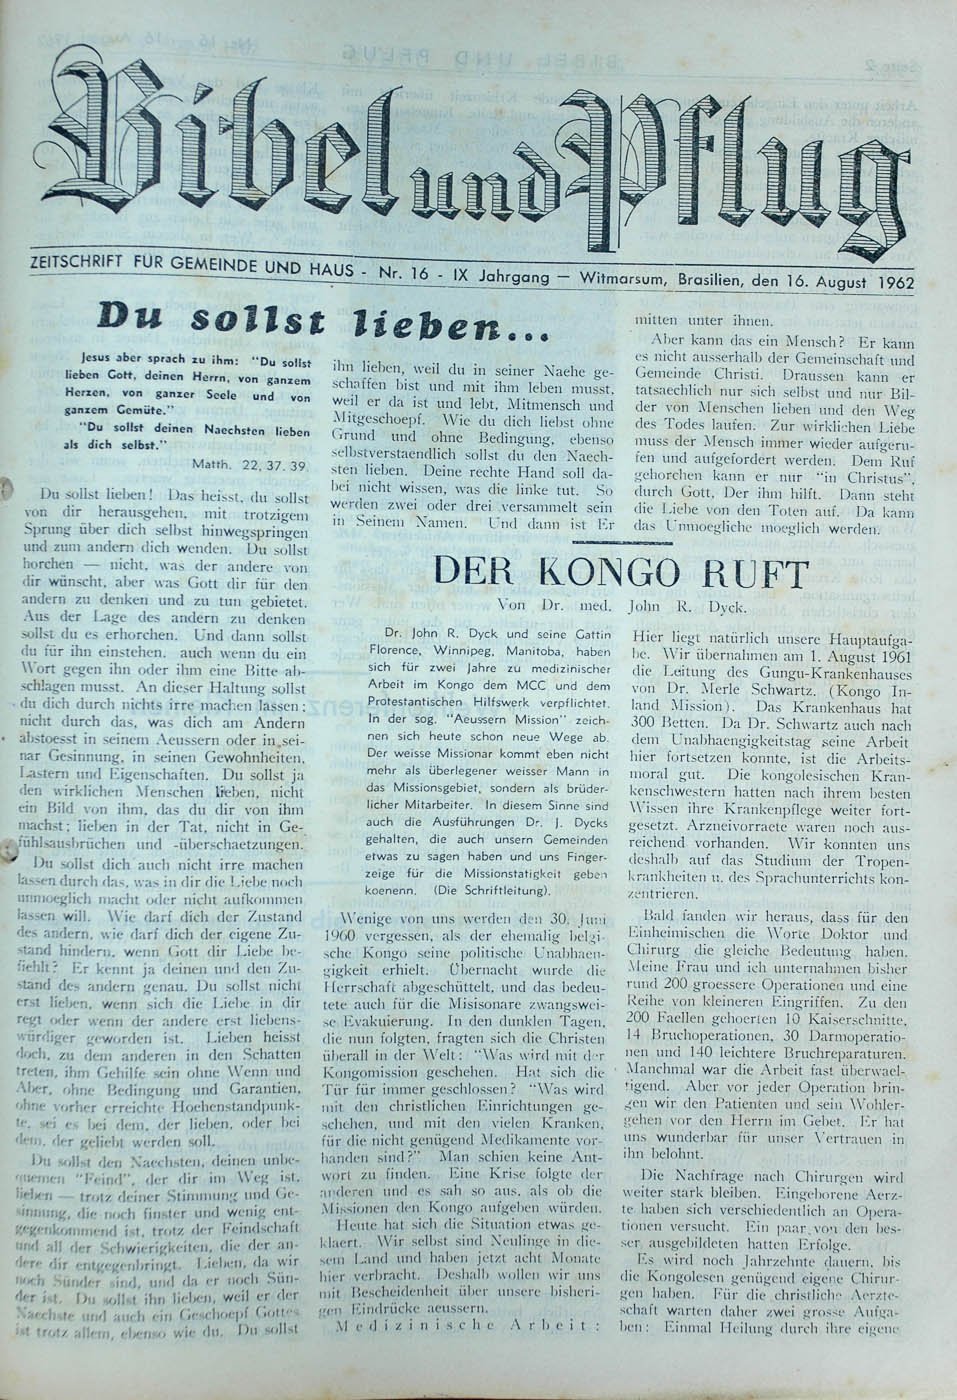 Bibel und Pflug
ZEITSCHRIFT FÜR GEMEINDE UND HAUS - Nr. 16 - IX Jahrgang — Witmarsum, Brasilien, den 16. August 1962
Du sollst lieben...
Jesus aber sprach zu ihm: "Du sollst
lieben Gott, deinen Herrn, von ganzem
Herzen, von ganzer Seele und von
ganzem Gemüte."
"Du sollst deinen Naechsten lieben
als dich selbst."
Matth. 22, 37. 39.
Du sollst lieben! Das heisst, du sollst
von dir herausgehen, mit trotzigem
Sprung über dich selbst hinwegspringen
und zum andern dich wenden. Du sollst
horchen — nicht, was der andere von
dir wünscht, aber was Gott dir für den
andern zu denken und zu tun gebietet.
Aus der Lage des andern zu denken
sollst du es erhorchen. Und dann sollst
du für ihn einstehen. auch wenn du ein
Wort gegen ihn oder ihm eine Bitte ab-
schlagen musst. An dieser Haltung sollst
du dich durch nichts irre machen lassen:
nicht durch das, was dich am Andern
abstoesst in seinem Aeussern oder in sei-
nar Gesinnung, in seinen Gewohnheiten,
Lastern und Eigenschaften. Du sollst ja
den wirklichen Menschen lieben, nicht
ein Bild von ihm, das du dir von ihm
machst; lieben in der Tat, nicht in Ge-
fühlsausbrüchen und -überschaetzungen.
Du sollst dich auch nicht irre machen
lassen durch das, was in dir die Liebe noch
unmoeglich macht oder nicht aufkommen
lassen will. Wie darf dich der Zustand
des andern, wie darf dich der eigene Zu-
stand hindern, wenn Gott dir Liebe be-
fiehlt? Er kennt ja deinen und den Zu-
stand des andern genau. Du sollst nicht
erst lieben, wenn sich die Liebe in dir
regt oder wenn der andere erst liebens-
würdiger geworden ist. Lieben heisst
doch, zu dem anderen in den Schatten
treten, ihm Gehilfe sein ohne Wenn und
Aber, ohne Bedingung und Garantien,
ohne vorher erreichte Hoehenstandpunk-
te, sei es bei dem, der lieben, oder bei
dem, der geliebt werden soll.
Du sollst den Naechsten, deinen unbe-
quemen "Feind", der dir im Weg ist,
lieben — trotz deiner Stimmung und Ge-
sinnung, die noch finster und wenig ent-
gegenkommend ist, trotz der Feindschaft
und all der Schwierigkeiten, die der an-
dere dir entgegenbringt. Lieben, da wir
noch Sünder sind, und da er noch Sün-
der ist. Du sollst ihn lieben, weil er der
Naechste und auch ein Geschoepf Gottes
ist trotz allem, ebenso wie du. Du sollst
ihn lieben, weil du in seiner Naehe ge-
schaffen bist und mit ihm leben musst,
weil er da ist und lebt, Mitmensch und
Mitgeschoepf. Wie du dich liebst ohne
Grund und ohne Bedingung, ebenso
selbstverstaendlich sollst du den Naech-
sten lieben. Deine rechte Hand soll da-
bei nicht wissen, was die linke tut. So
werden zwei oder drei versammelt sein
in Seinem Namen. Und dann ist Er
mitten unter ihnen.
Aber kann das ein Mensch? Er kann
es nicht ausserhalb der Gemeinschaft und
Gemeinde Christi. Draussen kann er
tatsaechlich nur sich selbst und nur Bil-
der von Menschen lieben und den Weg
des Todes laufen. Zur wirklichen Liebe
muss der Mensch immer wieder aufgeru-
fen und aufgefordert werden. Dem Ruf
gehorchen kann er nur "in Christus",
durch Gott, Der ihm hilft. Dann steht
die Liebe von den Toten auf. Da kann
das Unmoegliche moeglich werden.
DER KONGO RUFT
Von Dr. med. John R. Dyck.
Dr. John R. Dyck und seine Gattin
Florence, Winnipeg, Manitoba, haben
sich für zwei Jahre zu medizinischer
Arbeit im Kongo dem MCC und dem
Protestantischen Hilfswerk verpflichtet.
In der sog. "Aeussern Mission" zeich-
nen sich heute schon neue Wege ab.
Der weisse Missionar kommt eben nicht
mehr als überlegener weisser Mann in
das Missionsgebiet, sondern als brüder-
licher Mitarbeiter. In diesem Sinne sind
auch die Ausführungen Dr. J. Dycks
gehalten, die auch unsern Gemeinden
etwas zu sagen haben und uns Finger-
zeige für die Missionstatigkeit geben
koenenn. (Die Schriftleitung).
Wenige von uns werden den 30. Juni
1960 vergessen, als der ehemalig belgi-
sche Kongo seine politische Unabhaen-
gigkeit erhielt. Übernacht wurde die
Herrschaft abgeschüttelt, und das bedeu-
tete auch für die Misisonare zwangswei-
se Evakuierung. In den dunklen Tagen,
die nun folgten, fragten sich die Christen
überall in der Welt: "Was wird mit der
Kongomission geschehen. Hat sich die
Tür für immer geschlossen? "Was wird
mit den christlichen Einrichtungen ge-
schehen, und mit den vielen Kranken,
für die nicht genügend Medikamente vor-
handen sind?" Man schien keine Ant-
wort zu finden. Eine Krise folgte der
anderen und es sah so aus, als ob die
Missionen den Kongo aufgeben würden.
Heute hat sich die Situation etwas ge-
klaert. Wir selbst sind Neulinge in die-
sem Land und haben jetzt acht Monate
hier verbracht. Deshalb wollen wir uns
mit Bescheidenheit über unsere bisheri-
gen Eindrücke aeussern.
Medizinische Arbeit:
Hier liegt natürlich unsere Hauptaufga-
be. Wir übernahmen am 1. August 1961
die Leitung des Gungu-Krankenhauses
von Dr. Merle Schwartz. (Kongo In-
land Mission). Das Krankenhaus hat
300 Betten. Da Dr. Schwartz auch nach
dem Unabhaengigkeitstag seine Arbeit
hier fortsetzen konnte, ist die Arbeits-
moral gut. Die kongolesischen Kran-
kenschwestern hatten nach ihrem besten
Wissen ihre Krankenpflege weiter fort-
gesetzt. Arzneivorraete waren noch aus-
reichend vorhanden. Wir konnten uns
deshalb auf das Studium der Tropen-
krankheiten u. des Sprachunterrichts kon-
zentrieren.
Bald fanden wir heraus, dass für den
Einheimischen die Worte Doktor und
Chirurg die gleiche Bedeutung haben.
Meine Frau und ich unternahmen bisher
rund 200 groessere Operationen und eine
Reihe von kleineren Eingriffen. Zu den
200 Faellen gehoerten 10 Kaiserschnitte,
14 Bruchoperationen, 30 Darmoperatio-
nen und 140 leichtere Bruchreparaturen.
Manchmal war die Arbeit fast überwael-
tigend. Aber vor jeder Operation brin-
gen wir den Patienten und sein Wohler-
gehen vor den Herrn im Gebet. Er hat
uns wunderbar für unser Vertrauen in
ihn belohnt.
Die Nachfrage nach Chirurgen wird
weiter stark bleiben. Eingeborene Aerz-
te haben sich verschiedentlich an Opera-
tionen versucht. Ein paar von den bes-
ser ausgebildeten hatten Erfolge.
Es wird noch Jahrzehnte dauern, bis
die Kongolesen genügend eigene Chirur-
gen haben. Für die christliche Aerzte-
schaft warten daher zwei grosse Aufga-
ben: Einmal Heilung durch ihre eigene